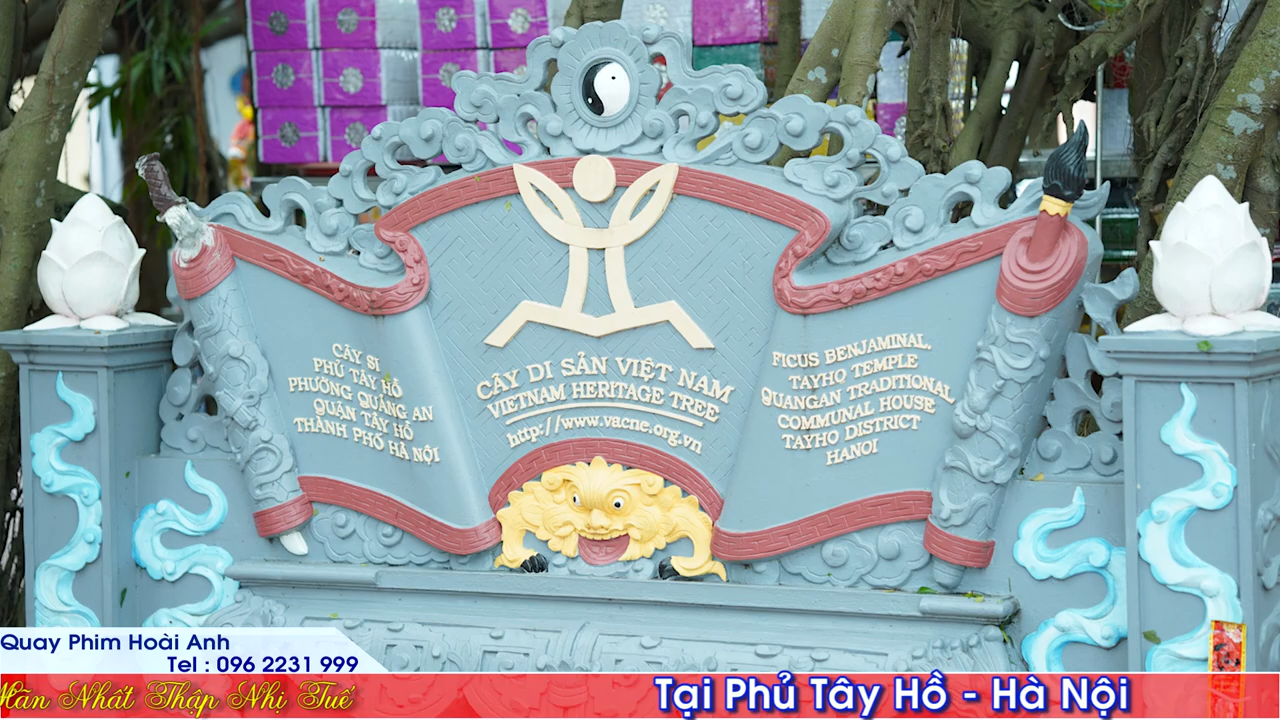 CÂY SI
PHỦ TÂY HỒ
PHƯỜNG QUẢNG AN
QUẬN TÂY HỒ
THÀNH PHỐ HÀ NỘI
CÂY DI SẢN VIỆT NAM
VIETNAM HERITAGE TREE
http://www.vacne.org.vn
FICUS BENJAMINAL,
TAYHO TEMPLE
QUANGAN TRADITIONAL
COMMUNAL HOUSE
TAYHO DISTRICT
HANOI
Quay Phim Hoài Anh
Tel : 096 2231 999
Mãn Nhất Thập Nhị Tuế
Tại Phủ Tây Hồ - Hà Nội